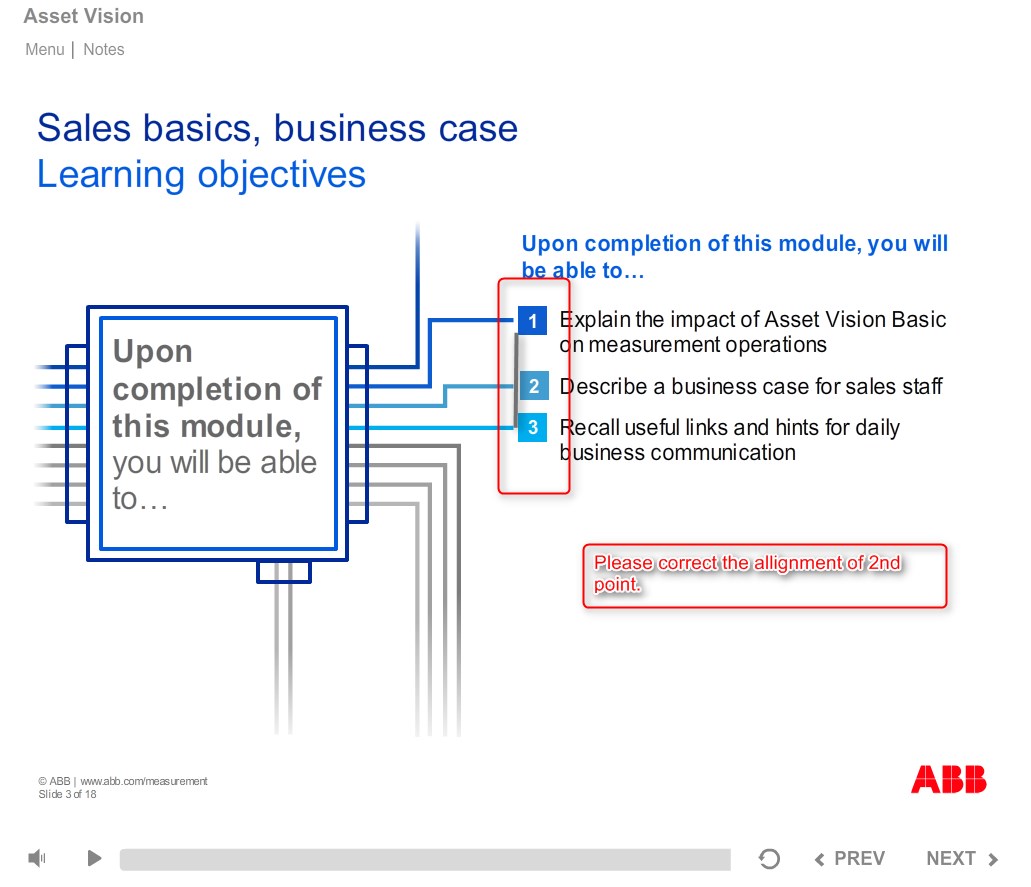 Asset Vision
Menu | Notes
Sales basics, business case
Learning objectives
Upon completion of this module, you will
be able to…
1 Explain the impact of Asset Vision Basic
on measurement operations
2 Describe a business case for sales staff
3 Recall useful links and hints for daily
business communication
Upon
completion of
this module,
you will be able
to…
Please correct the allignment of 2nd
point.
© ABB | www.abb.com/measurement
Slide 3 of 18
ABB
PREV NEXT